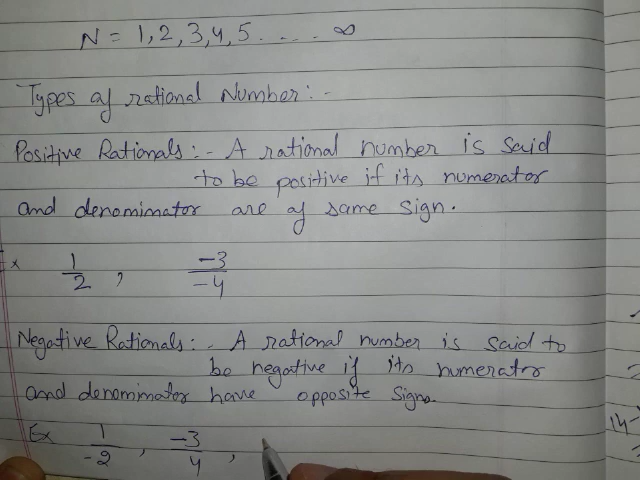 N = 1, 2, 3, 4, 5 . . . . . ∞
Types of rational Number : -
Positive Rationals : - A rational number is said
to be positive if its numerator
and denominator are of same sign.
x 1/2 , -3/-4
Negative Rationals : - A rational number is said to
be negative if its numerator
and denominator have opposite signs.
Ex 1/-2 , -3/4 ,
14-